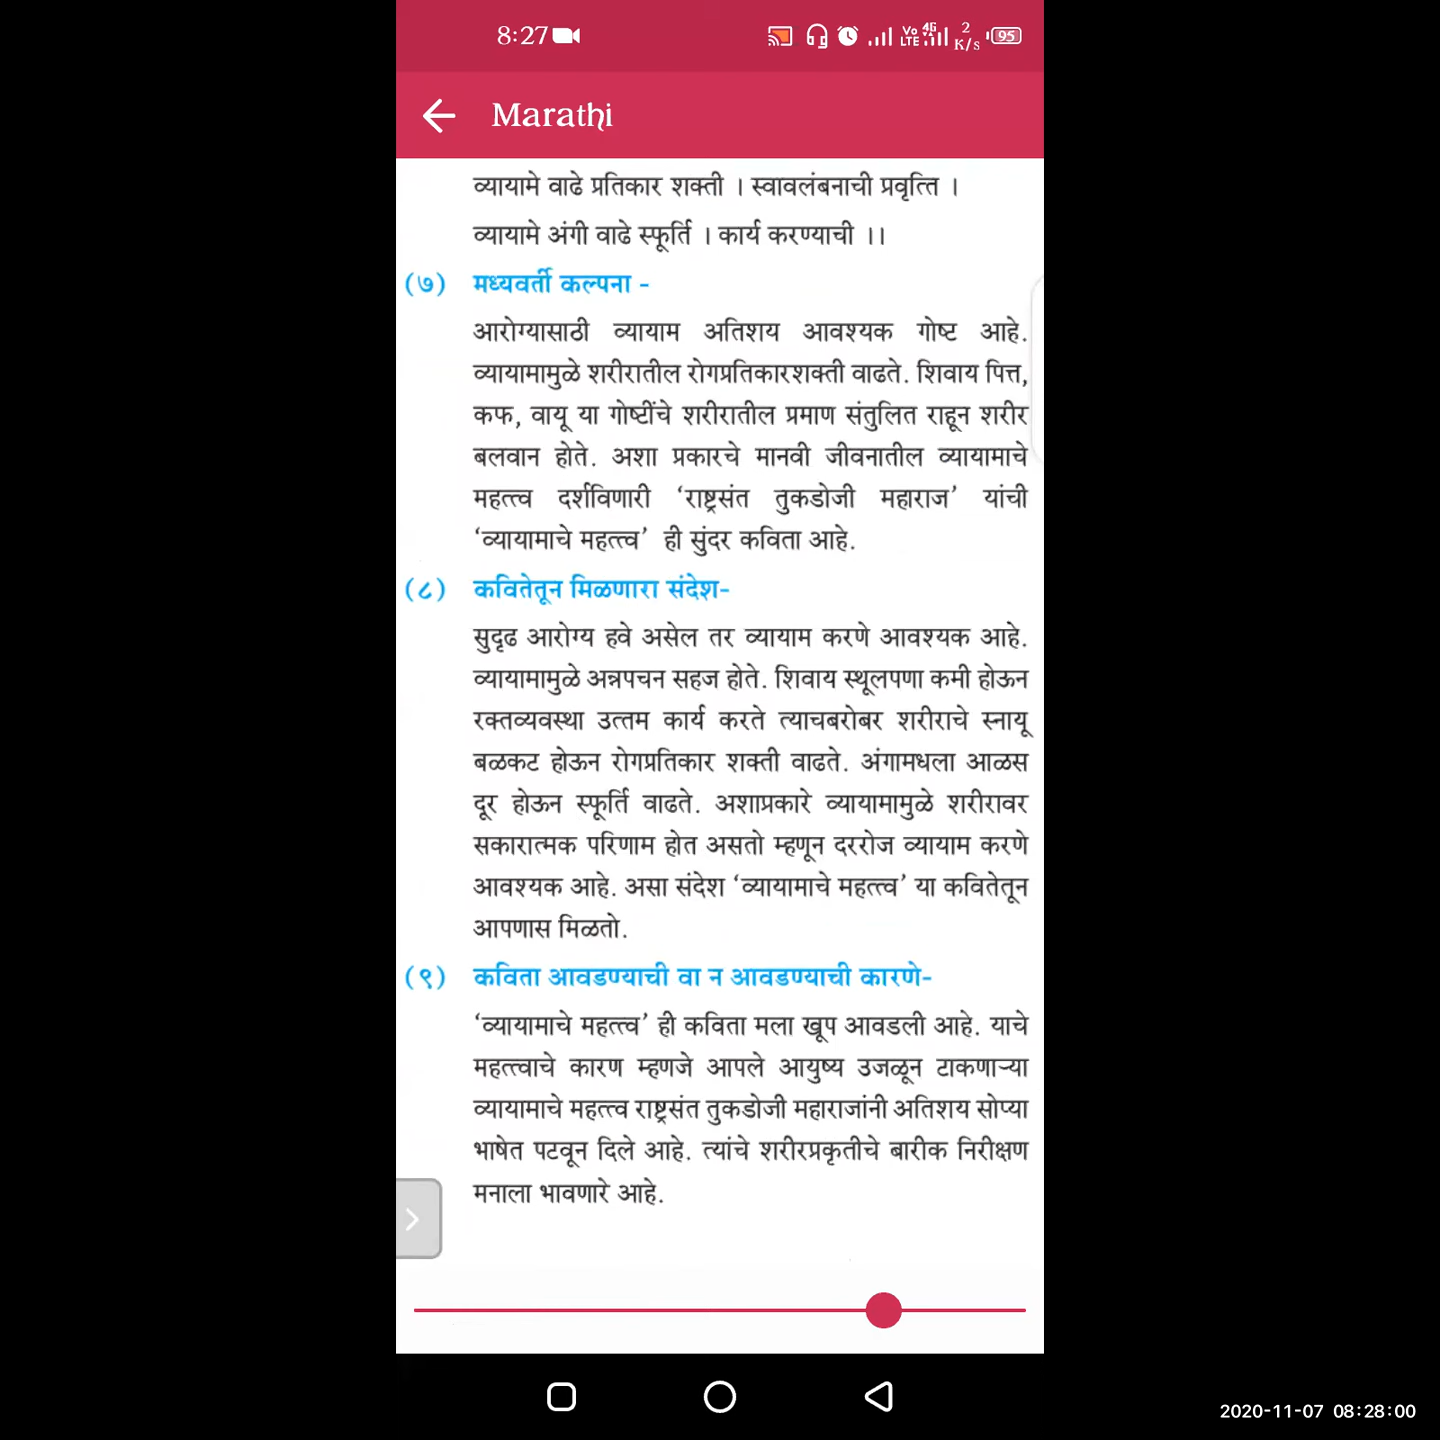 8:27
Vo LTE 4G 2 K/s 95
Marathi
व्यायामे वाढे प्रतिकार शक्ती । स्वावलंबनाची प्रवृत्ति ।
व्यायामे अंगी वाढे स्फूर्ति । कार्य करण्याची ।।
(७) मध्यवर्ती कल्पना -
आरोग्यासाठी व्यायाम अतिशय आवश्यक गोष्ट आहे.
व्यायामामुळे शरीरातील रोगप्रतिकारशक्ती वाढते. शिवाय पित्त,
कफ, वायू या गोष्टींचे शरीरातील प्रमाण संतुलित राहून शरीर
बलवान होते. अशा प्रकारचे मानवी जीवनातील व्यायामाचे
महत्त्व दर्शविणारी ‘राष्ट्रसंत तुकडोजी महाराज’ यांची
‘व्यायामाचे महत्त्व’ ही सुंदर कविता आहे.
(८) कवितेतून मिळणारा संदेश-
सुदृढ आरोग्य हवे असेल तर व्यायाम करणे आवश्यक आहे.
व्यायामामुळे अन्नपचन सहज होते. शिवाय स्थूलपणा कमी होऊन
रक्तव्यवस्था उत्तम कार्य करते त्याचबरोबर शरीराचे स्नायू
बळकट होऊन रोगप्रतिकार शक्ती वाढते. अंगामधला आळस
दूर होऊन स्फूर्ति वाढते. अशाप्रकारे व्यायामामुळे शरीरावर
सकारात्मक परिणाम होत असतो म्हणून दररोज व्यायाम करणे
आवश्यक आहे. असा संदेश ‘व्यायामाचे महत्त्व’ या कवितेतून
आपणास मिळतो.
(९) कविता आवडण्याची वा न आवडण्याची कारणे-
‘व्यायामाचे महत्त्व’ ही कविता मला खूप आवडली आहे. याचे
महत्त्वाचे कारण म्हणजे आपले आयुष्य उजळून टाकणाऱ्या
व्यायामाचे महत्त्व राष्ट्रसंत तुकडोजी महाराजांनी अतिशय सोप्या
भाषेत पटवून दिले आहे. त्यांचे शरीरप्रकृतीचे बारीक निरीक्षण
मनाला भावणारे आहे.
2020-11-07 08:28:00